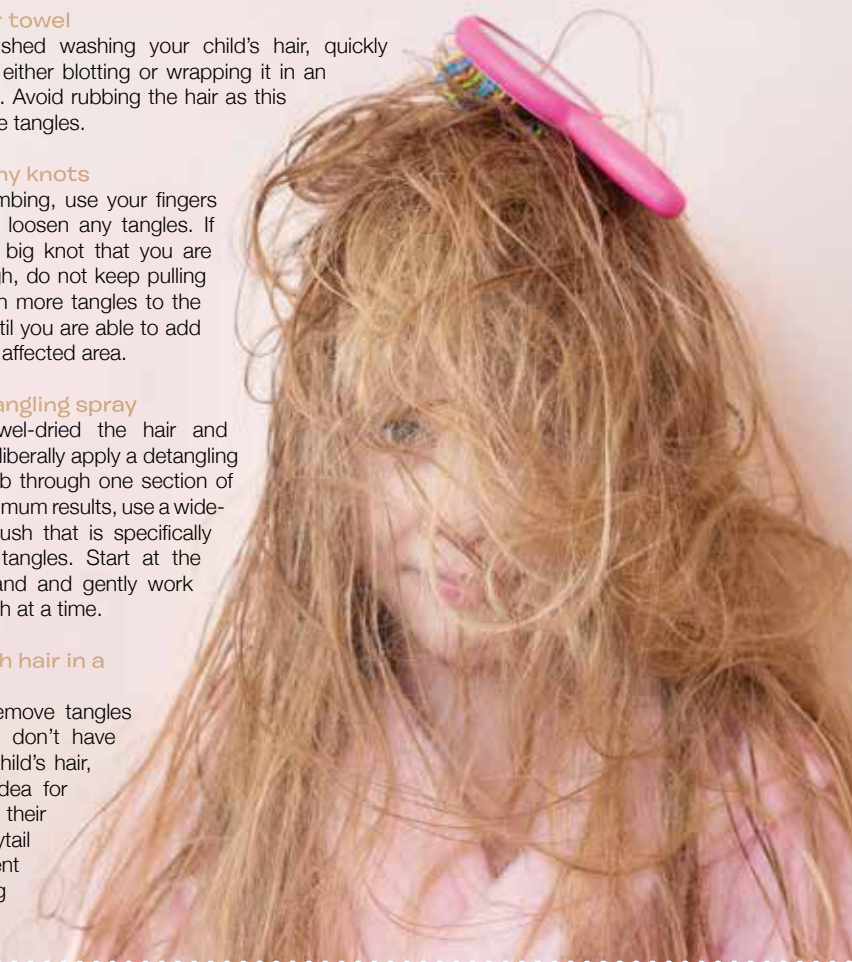 r towel
shed washing your child's hair, quickly
either blotting or wrapping it in an
. Avoid rubbing the hair as this
e tangles.
ny knots
mbing, use your fingers
loosen any tangles. If
big knot that you are
gh, do not keep pulling
n more tangles to the
til you are able to add
affected area.
angling spray
wel-dried the hair and
liberally apply a detangling
b through one section of
mum results, use a wide-
ush that is specifically
tangles. Start at the
and and gently work
h at a time.
h hair in a
emove tangles
don't have
hild's hair,
dea for
their
ytail
ent
g